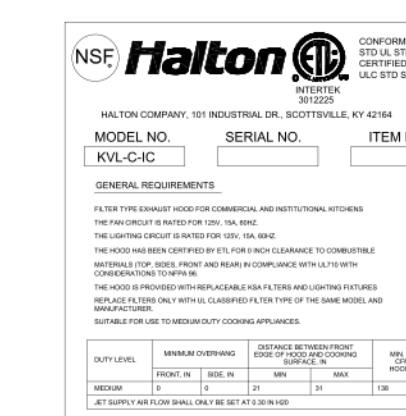 NSF® Halton ETL CONFORM
STD UL ST
CERTIFIED
ULC STD S
INTERTEK
3012225
HALTON COMPANY, 101 INDUSTRIAL DR., SCOTTSVILLE, KY 42164
MODEL NO. SERIAL NO. ITEM
KVL-C-IC
GENERAL REQUIREMENTS
FILTER TYPE EXHAUST HOOD FOR COMMERCIAL AND INSTITUTIONAL KITCHENS
THE FAN CIRCUIT IS RATED FOR 125V, 15A, 60HZ.
THE LIGHTING CIRCUIT IS RATED FOR 125V, 15A, 60HZ.
THE HOOD HAS BEEN CERTIFIED BY ETL FOR 0 INCH CLEARANCE TO COMBUSTIBLE
MATERIALS (TOP, SIDES, FRONT AND REAR) IN COMPLIANCE WITH UL710 WITH
CONSIDERATIONS TO NFPA 96.
THE HOOD IS PROVIDED WITH REPLACEABLE KSA FILTERS AND LIGHTING FIXTURES
REPLACE FILTERS ONLY WITH UL CLASSIFIED FILTER TYPE OF THE SAME MODEL AND
MANUFACTURER.
SUITABLE FOR USE TO MEDIUM DUTY COOKING APPLIANCES.
DUTY LEVEL MINIMUM OVERHANG DISTANCE BETWEEN FRONT
EDGE OF HOOD AND COOKING
SURFACE, IN MIN.
CF
HOO
FRONT, IN SIDE, IN MIN MAX
MEDIUM 0 0 21 31 138
JET SUPPLY AIR FLOW SHALL ONLY BE SET AT 0.30 IN H20